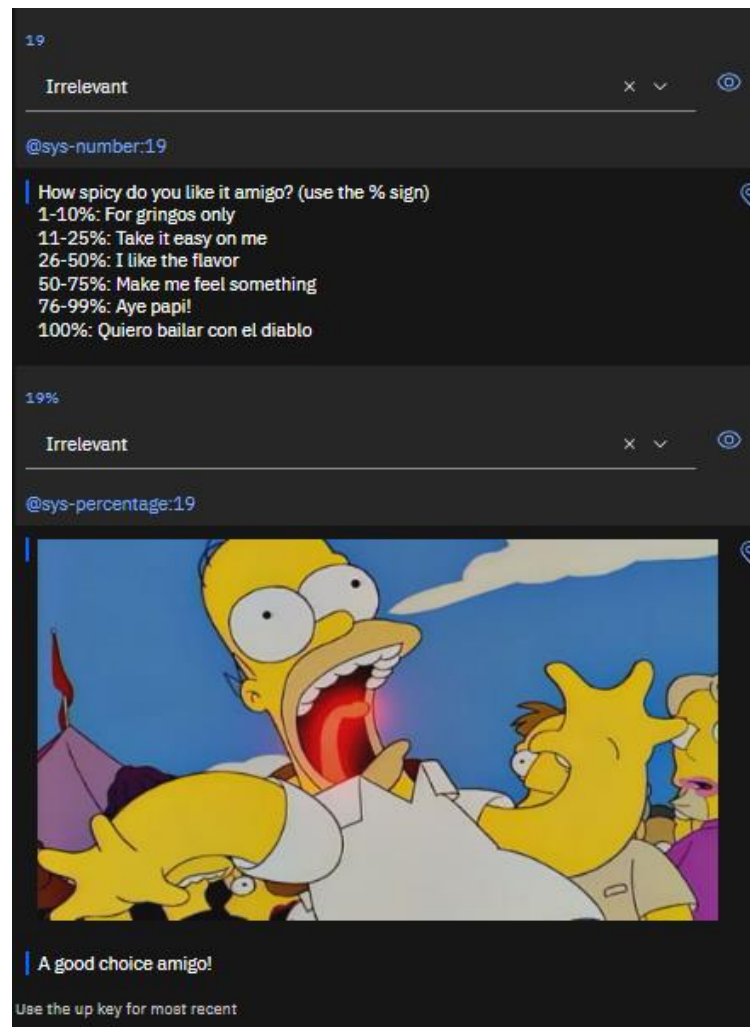 19
Irrelevant
@sys-number:19
How spicy do you like it amigo? (use the % sign)
1-10%: For gringos only
11-25%: Take it easy on me
26-50%: I like the flavor
50-75%: Make me feel something
76-99%: Aye papi!
100%: Quiero bailar con el diablo
19%
Irrelevant
@sys-percentage:19
A good choice amigo!
Use the up key for most recent